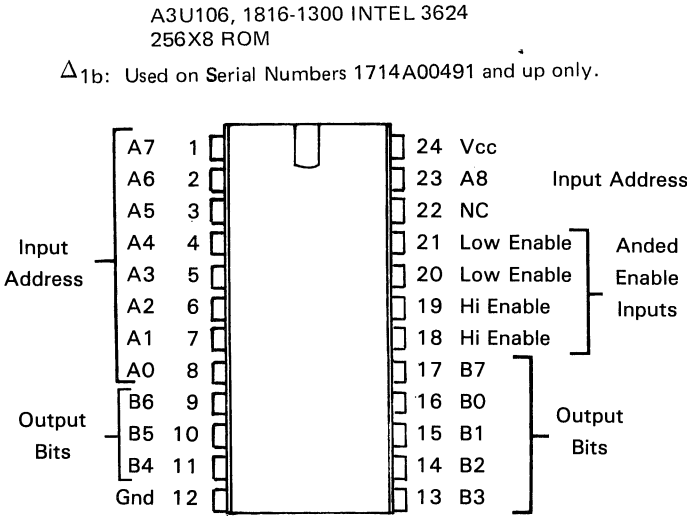 A3U106, 1816-1300 INTEL 3624
256X8 ROM
Δ1b: Used on Serial Numbers 1714A00491 and up only.
A7 1 24 Vcc
A6 2 23 A8 Input Address
A5 3 22 NC
A4 4 21 Low Enable
A3 5 20 Low Enable
A2 6 19 Hi Enable
A1 7 18 Hi Enable
A0 8 17 B7
B6 9 16 B0
B5 10 15 B1
B4 11 14 B2
Gnd 12 13 B3
Input
Address
Output
Bits
Anded
Enable
Inputs
Output
Bits